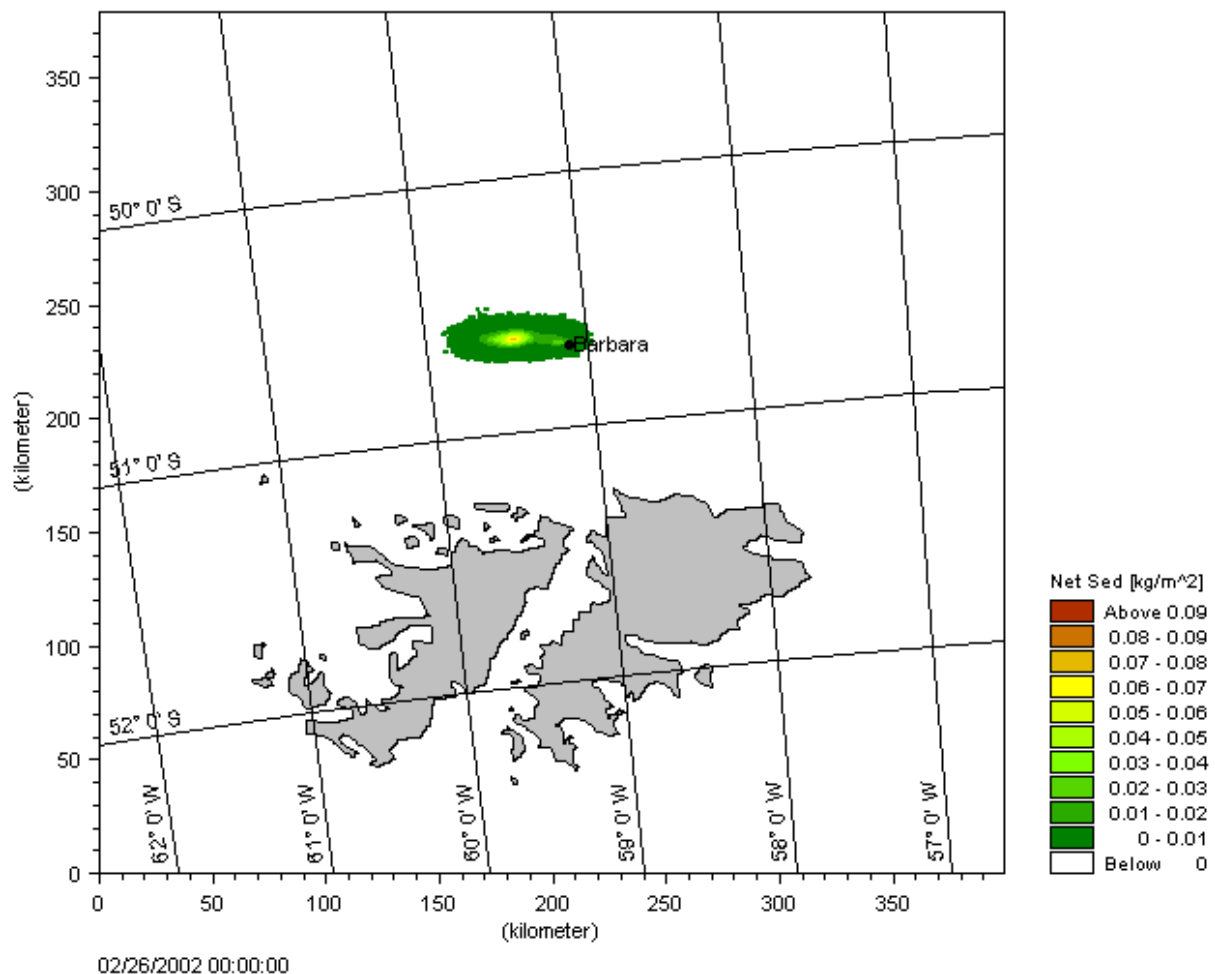 350
300
250
200
150
100
50
0
(kilometer)
50° 0' S
51° 0' S
52° 0' S
Barbara
62° 0' W
61° 0' W
60° 0' W
59° 0' W
58° 0' W
57° 0' W
0 50 100 150 200 250 300 350
(kilometer)
02/26/2002 00:00:00
Net Sed [kg/m^2]
Above 0.09
0.08 - 0.09
0.07 - 0.08
0.06 - 0.07
0.05 - 0.06
0.04 - 0.05
0.03 - 0.04
0.02 - 0.03
0.01 - 0.02
0 - 0.01
Below 0